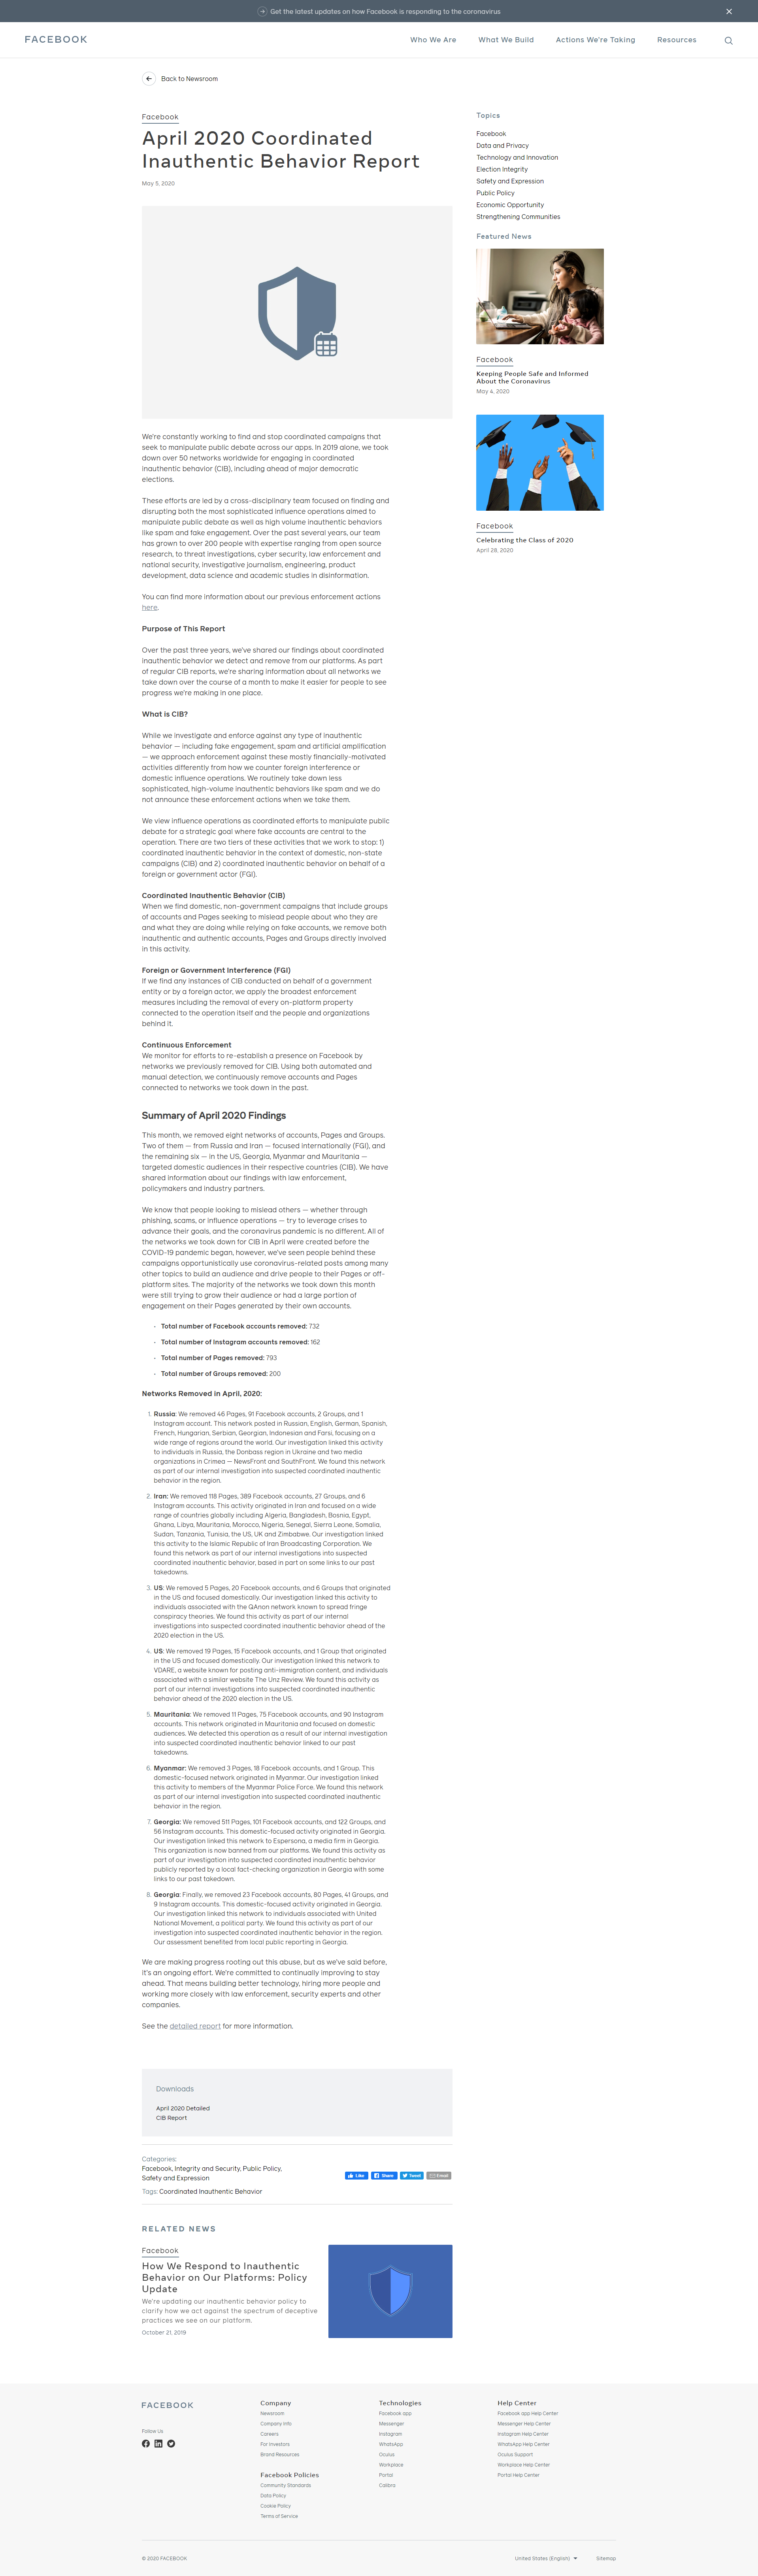 Get the latest updates on how Facebook is responding to the coronavirus
FACEBOOK
Who We Are
What We Build
Actions We're Taking
Resources
Back to Newsroom
Facebook
April 2020 Coordinated
Inauthentic Behavior Report
May 5, 2020
We're constantly working to find and stop coordinated campaigns that
seek to manipulate public debate across our apps. In 2019 alone, we took
down over 50 networks worldwide for engaging in coordinated
inauthentic behavior (CIB), including ahead of major democratic
elections.
These efforts are led by a cross-disciplinary team focused on finding and
disrupting both the most sophisticated influence operations aimed to
manipulate public debate as well as high volume inauthentic behaviors
like spam and fake engagement. Over the past several years, our team
has grown to over 200 people with expertise ranging from open source
research, to threat investigations, cyber security, law enforcement and
national security, investigative journalism, engineering, product
development, data science and academic studies in disinformation.
You can find more information about our previous enforcement actions
here.
Purpose of This Report
Over the past three years, we've shared our findings about coordinated
inauthentic behavior we detect and remove from our platforms. As part
of regular CIB reports, we're sharing information about all networks we
take down over the course of a month to make it easier for people to see
progress we're making in one place.
What is CIB?
While we investigate and enforce against any type of inauthentic
behavior — including fake engagement, spam and artificial amplification
— we approach enforcement against these mostly financially-motivated
activities differently from how we counter foreign interference or
domestic influence operations. We routinely take down less
sophisticated, high-volume inauthentic behaviors like spam and we do
not announce these enforcement actions when we take them.
We view influence operations as coordinated efforts to manipulate public
debate for a strategic goal where fake accounts are central to the
operation. There are two tiers of these activities that we work to stop: 1)
coordinated inauthentic behavior in the context of domestic, non-state
campaigns (CIB) and 2) coordinated inauthentic behavior on behalf of a
foreign or government actor (FGI).
Coordinated Inauthentic Behavior (CIB)
When we find domestic, non-government campaigns that include groups
of accounts and Pages seeking to mislead people about who they are
and what they are doing while relying on fake accounts, we remove both
inauthentic and authentic accounts, Pages and Groups directly involved
in this activity.
Foreign or Government Interference (FGI)
If we find any instances of CIB conducted on behalf of a government
entity or by a foreign actor, we apply the broadest enforcement
measures including the removal of every on-platform property
connected to the operation itself and the people and organizations
behind it.
Continuous Enforcement
We monitor for efforts to re-establish a presence on Facebook by
networks we previously removed for CIB. Using both automated and
manual detection, we continuously remove accounts and Pages
connected to networks we took down in the past.
Summary of April 2020 Findings
This month, we removed eight networks of accounts, Pages and Groups.
Two of them — from Russia and Iran — focused internationally (FGI), and
the remaining six — in the US, Georgia, Myanmar and Mauritania —
targeted domestic audiences in their respective countries (CIB). We have
shared information about our findings with law enforcement,
policymakers and industry partners.
We know that people looking to mislead others — whether through
phishing, scams, or influence operations — try to leverage crises to
advance their goals, and the coronavirus pandemic is no different. All of
the networks we took down for CIB in April were created before the
COVID-19 pandemic began, however, we've seen people behind these
campaigns opportunistically use coronavirus-related posts among many
other topics to build an audience and drive people to their Pages or off-
platform sites. The majority of the networks we took down this month
were still trying to grow their audience or had a large portion of
engagement on their Pages generated by their own accounts.
Total number of Facebook accounts removed: 732
Total number of Instagram accounts removed: 162
Total number of Pages removed: 793
Total number of Groups removed: 200
Networks Removed in April, 2020:
1. Russia: We removed 46 Pages, 91 Facebook accounts, 2 Groups, and 1
Instagram account. This network posted in Russian, English, German, Spanish,
French, Hungarian, Serbian, Georgian, Indonesian and Farsi, focusing on a
wide range of regions around the world. Our investigation linked this activity
to individuals in Russia, the Donbass region in Ukraine and two media
organizations in Crimea — NewsFront and SouthFront. We found this network
as part of our internal investigation into suspected coordinated inauthentic
behavior in the region.
2. Iran: We removed 118 Pages, 389 Facebook accounts, 27 Groups, and 6
Instagram accounts. This activity originated in Iran and focused on a wide
range of countries globally including Algeria, Bangladesh, Bosnia, Egypt,
Ghana, Libya, Mauritania, Morocco, Nigeria, Senegal, Sierra Leone, Somalia,
Sudan, Tanzania, Tunisia, the US, UK and Zimbabwe. Our investigation linked
this activity to the Islamic Republic of Iran Broadcasting Corporation. We
found this network as part of our internal investigations into suspected
coordinated inauthentic behavior, based in part on some links to our past
takedowns.
3. US: We removed 5 Pages, 20 Facebook accounts, and 6 Groups that originated
in the US and focused domestically. Our investigation linked this activity to
individuals associated with the QAnon network known to spread fringe
conspiracy theories. We found this activity as part of our internal
investigations into suspected coordinated inauthentic behavior ahead of the
2020 election in the US.
4. US: We removed 19 Pages, 15 Facebook accounts, and 1 Group that originated
in the US and focused domestically. Our investigation linked this network to
VDARE, a website known for posting anti-immigration content, and individuals
associated with a similar website The Unz Review. We found this activity as
part of our internal investigations into suspected coordinated inauthentic
behavior ahead of the 2020 election in the US.
5. Mauritania: We removed 11 Pages, 75 Facebook accounts, and 90 Instagram
accounts. This network originated in Mauritania and focused on domestic
audiences. We detected this operation as a result of our internal investigation
into suspected coordinated inauthentic behavior linked to our past
takedowns.
6. Myanmar: We removed 3 Pages, 18 Facebook accounts, and 1 Group. This
domestic-focused network originated in Myanmar. Our investigation linked
this activity to members of the Myanmar Police Force. We found this network
as part of our internal investigation into suspected coordinated inauthentic
behavior in the region.
7. Georgia: We removed 511 Pages, 101 Facebook accounts, and 122 Groups, and
56 Instagram accounts. This domestic-focused activity originated in Georgia.
Our investigation linked this network to Espersona, a media firm in Georgia.
This organization is now banned from our platforms. We found this activity as
part of our investigation into suspected coordinated inauthentic behavior
publicly reported by a local fact-checking organization in Georgia with some
links to our past takedown.
8. Georgia: Finally, we removed 23 Facebook accounts, 80 Pages, 41 Groups, and
9 Instagram accounts. This domestic-focused activity originated in Georgia.
Our investigation linked this network to individuals associated with United
National Movement, a political party. We found this activity as part of our
investigation into suspected coordinated inauthentic behavior in the region.
Our assessment benefited from local public reporting in Georgia.
We are making progress rooting out this abuse, but as we've said before,
it's an ongoing effort. We're committed to continually improving to stay
ahead. That means building better technology, hiring more people and
working more closely with law enforcement, security experts and other
companies.
See the detailed report for more information.
Downloads
April 2020 Detailed
CIB Report
Categories:
Facebook, Integrity and Security, Public Policy,
Safety and Expression
Tags: Coordinated Inauthentic Behavior
Like
Share
Tweet
Email
RELATED NEWS
Facebook
How We Respond to Inauthentic
Behavior on Our Platforms: Policy
Update
We're updating our inauthentic behavior policy to
clarify how we act against the spectrum of deceptive
practices we see on our platform.
October 21, 2019
Topics
Facebook
Data and Privacy
Technology and Innovation
Election Integrity
Safety and Expression
Public Policy
Economic Opportunity
Strengthening Communities
Featured News
Facebook
Keeping People Safe and Informed
About the Coronavirus
May 4, 2020
Facebook
Celebrating the Class of 2020
April 28, 2020
FACEBOOK
Follow Us
Company
Newsroom
Company Info
Careers
For Investors
Brand Resources
Facebook Policies
Community Standards
Data Policy
Cookie Policy
Terms of Service
Technologies
Facebook app
Messenger
Instagram
WhatsApp
Oculus
Workplace
Portal
Calibra
Help Center
Facebook app Help Center
Messenger Help Center
Instagram Help Center
WhatsApp Help Center
Oculus Support
Workplace Help Center
Portal Help Center
© 2020 FACEBOOK
United States (English)
Sitemap